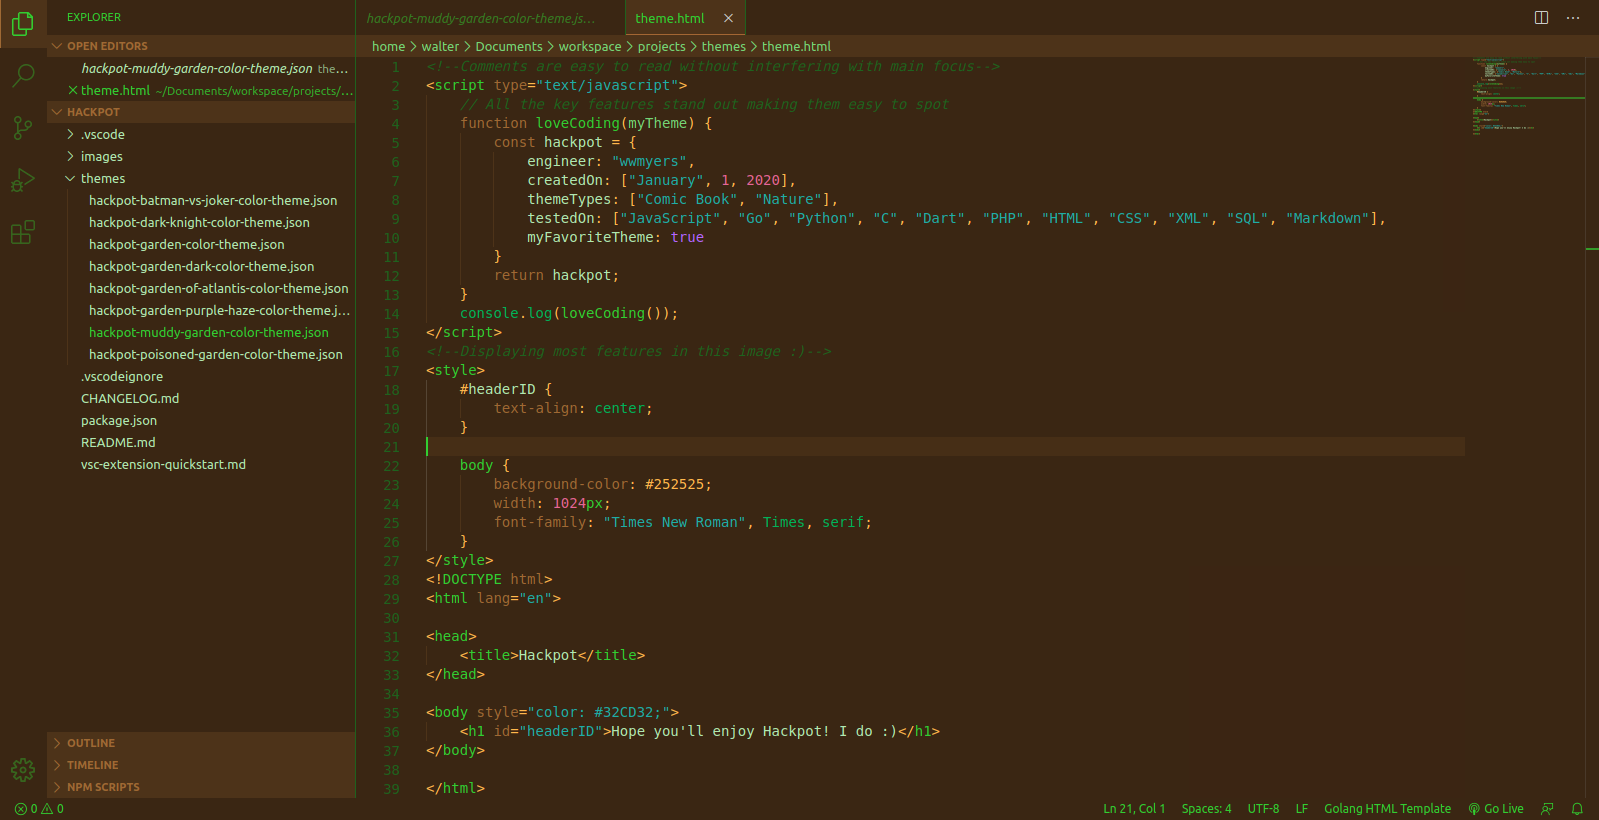 EXPLORER
OPEN EDITORS
hackpot-muddy-garden-color-theme.json the...
theme.html ~/Documents/workspace/projects/...
HACKPOT
.vscode
images
themes
hackpot-batman-vs-joker-color-theme.json
hackpot-dark-knight-color-theme.json
hackpot-garden-color-theme.json
hackpot-garden-dark-color-theme.json
hackpot-garden-of-atlantis-color-theme.json
hackpot-garden-purple-haze-color-theme.j...
hackpot-muddy-garden-color-theme.json
hackpot-poisoned-garden-color-theme.json
.vscodeignore
CHANGELOG.md
package.json
README.md
vsc-extension-quickstart.md
OUTLINE
TIMELINE
NPM SCRIPTS
hackpot-muddy-garden-color-theme.js...
theme.html
home > walter > Documents > workspace > projects > themes > theme.html
1 <!--Comments are easy to read without interfering with main focus-->
2 <script type="text/javascript">
3     // All the key features stand out making them easy to spot
4     function loveCoding(myTheme) {
5         const hackpot = {
6             engineer: "wwmyers",
7             createdOn: ["January", 1, 2020],
8             themeTypes: ["Comic Book", "Nature"],
9             testedOn: ["JavaScript", "Go", "Python", "C", "Dart", "PHP", "HTML", "CSS", "XML", "SQL", "Markdown"],
10             myFavoriteTheme: true
11         }
12         return hackpot;
13     }
14     console.log(loveCoding());
15 </script>
16 <!--Displaying most features in this image :)-->
17 <style>
18     #headerID {
19         text-align: center;
20     }
21
22     body {
23         background-color: #252525;
24         width: 1024px;
25         font-family: "Times New Roman", Times, serif;
26     }
27 </style>
28 <!DOCTYPE html>
29 <html lang="en">
30
31 <head>
32     <title>Hackpot</title>
33 </head>
34
35 <body style="color: #32CD32;">
36     <h1 id="headerID">Hope you'll enjoy Hackpot! I do :)</h1>
37 </body>
38
39 </html>
0 0
Ln 21, Col 1 Spaces: 4 UTF-8 LF Golang HTML Template Go Live